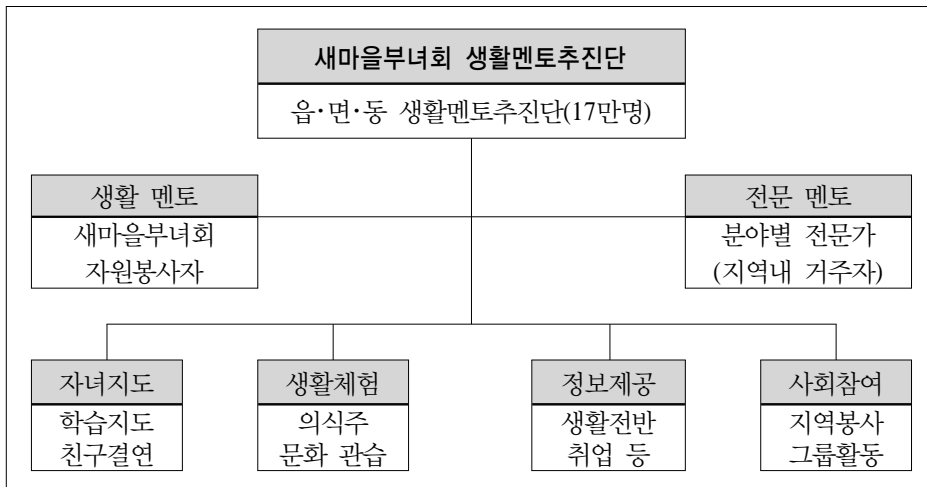 새마을부녀회 생활멘토추진단
읍·면·동 생활멘토추진단(17만명)
생활 멘토
새마을부녀회
자원봉사자
전문 멘토
분야별 전문가
(지역내 거주자)
자녀지도
학습지도
친구결연
생활체험
의식주
문화 관습
정보제공
생활전반
취업 등
사회참여
지역봉사
그룹활동